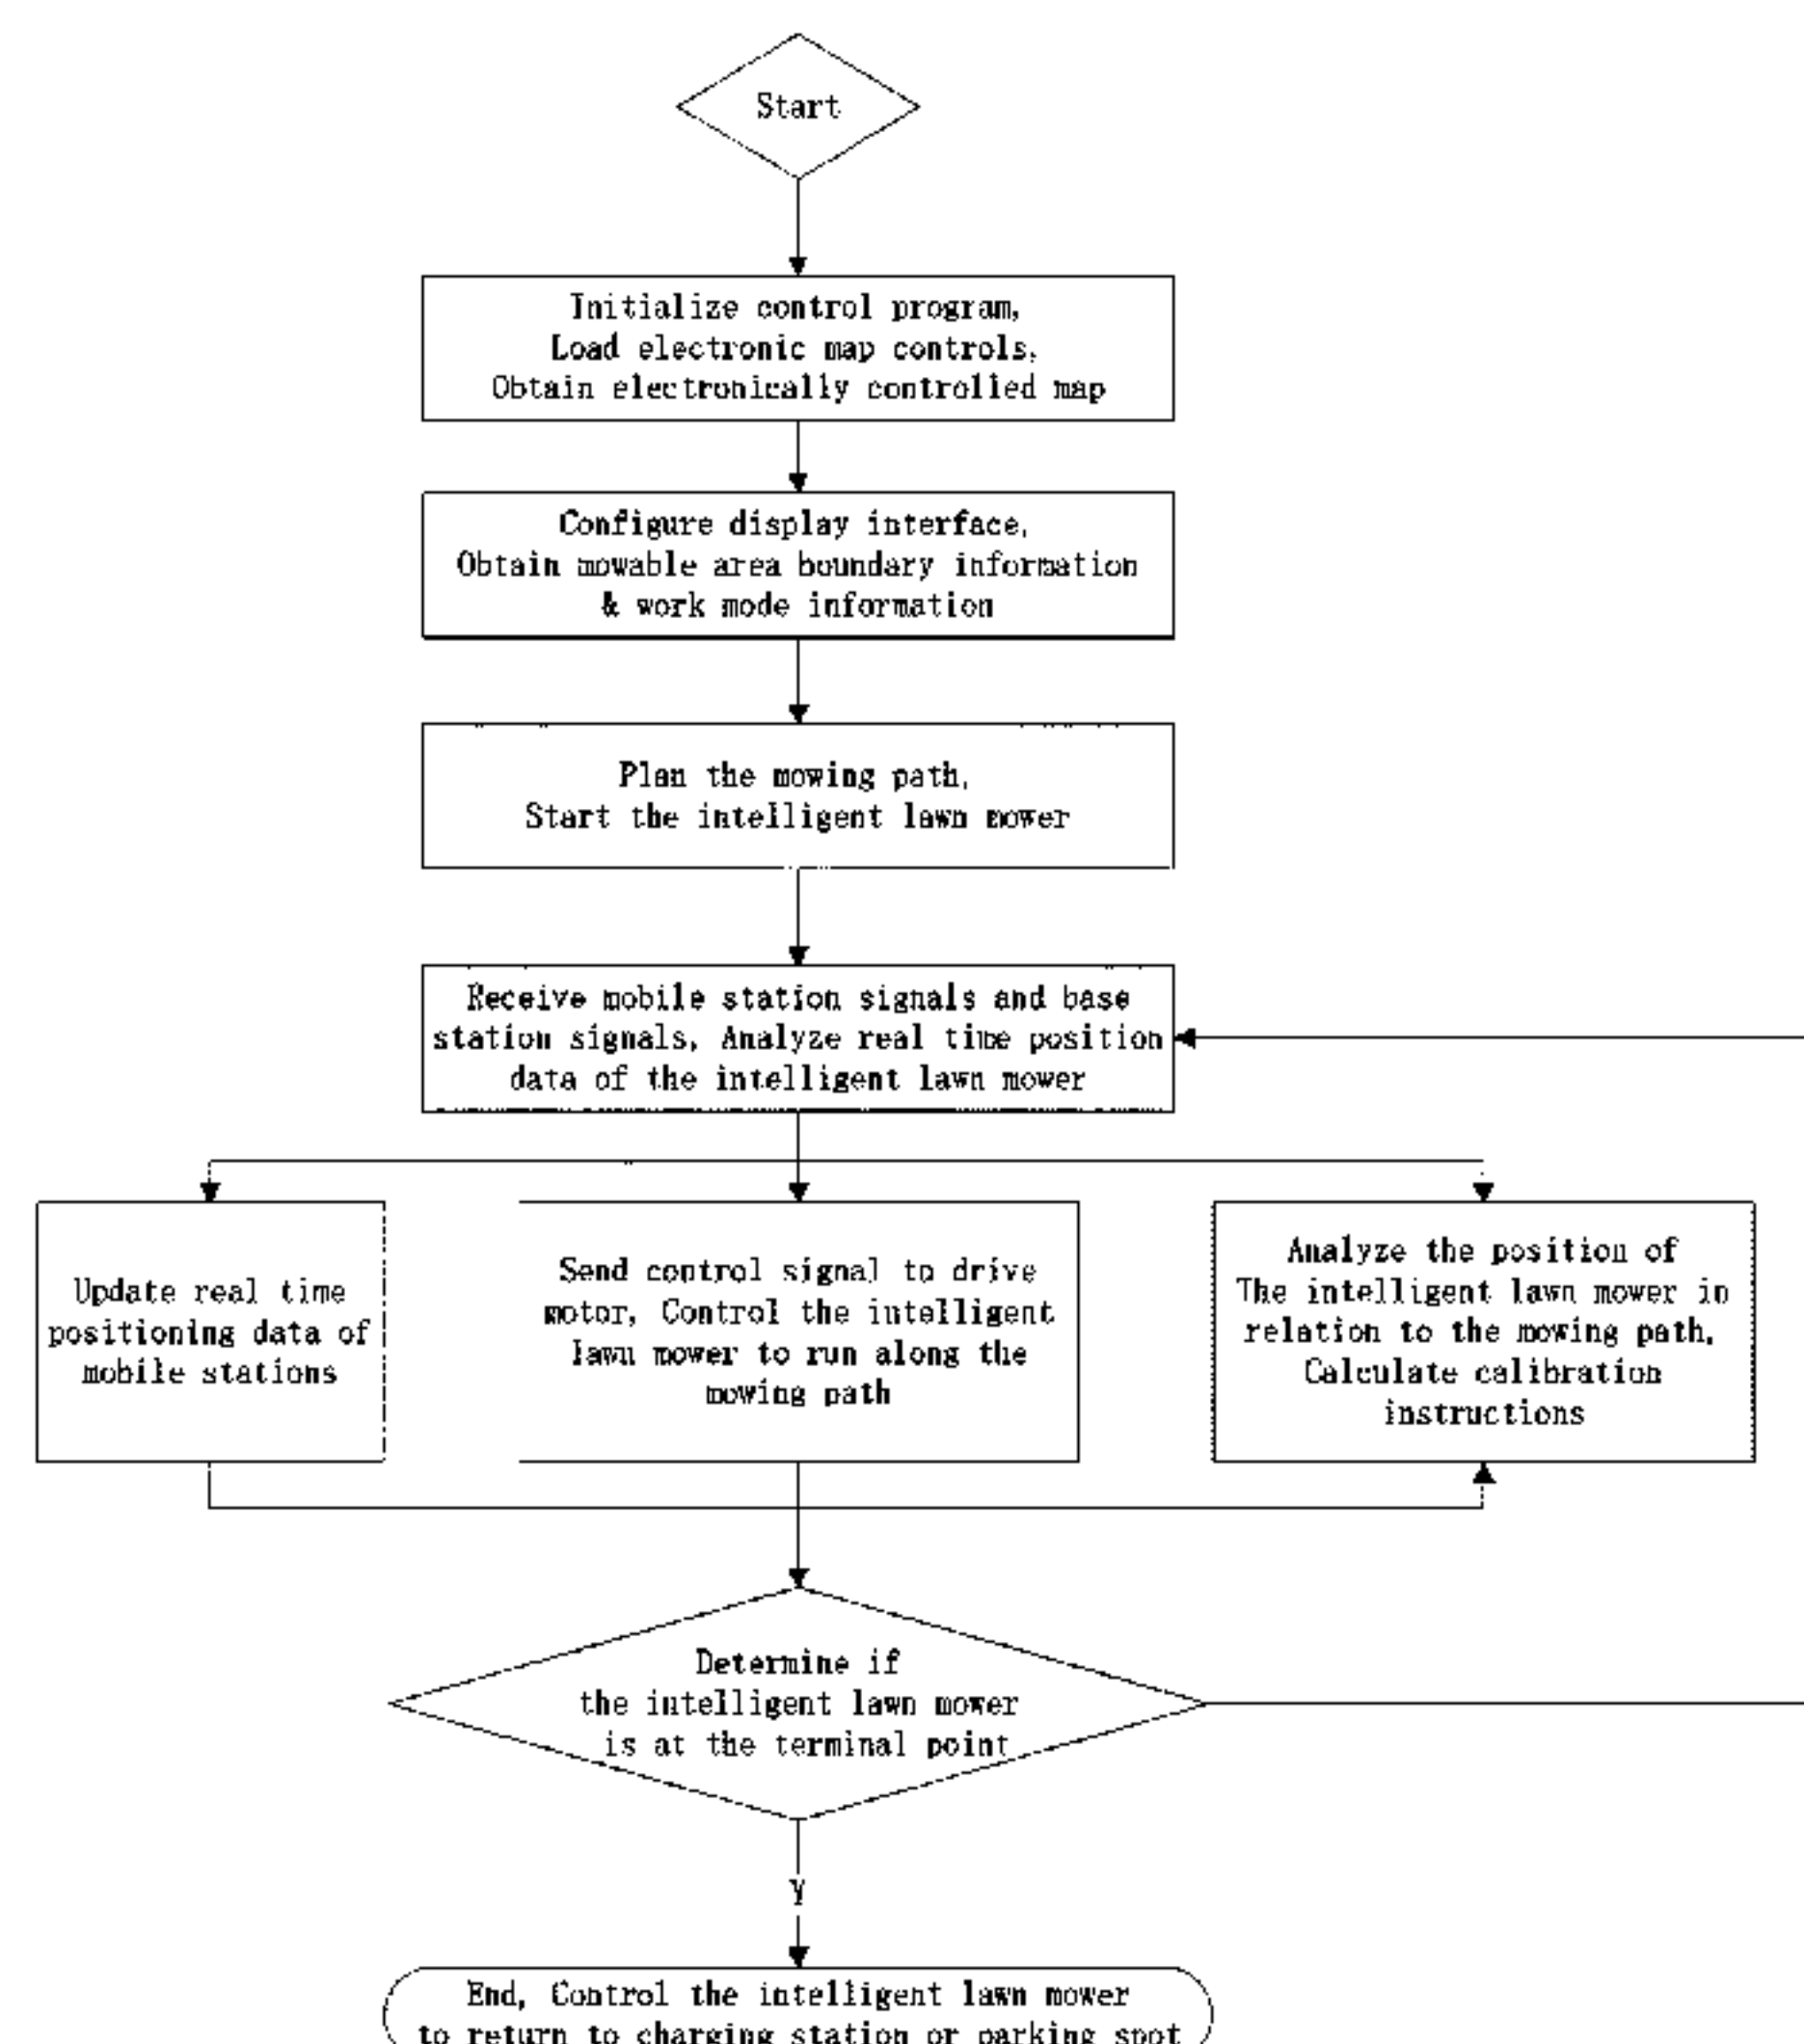 Start
Initialize control program,
Load electronic map controls,
Obtain electronically controlled map
Configure display interface,
Obtain mowable area boundary information
& work mode information
Plan the mowing path,
Start the intelligent lawn mower
Receive mobile station signals and base
station signals, Analyze real time position
data of the intelligent lawn mower
Update real time
positioning data of
mobile stations
Send control signal to drive
motor, Control the intelligent
lawn mower to run along the
mowing path
Analyze the position of
The intelligent lawn mower in
relation to the mowing path,
Calculate calibration
instructions
Determine if
the intelligent lawn mower
is at the terminal point
y
End, Control the intelligent lawn mower
to return to charging station or parking spot